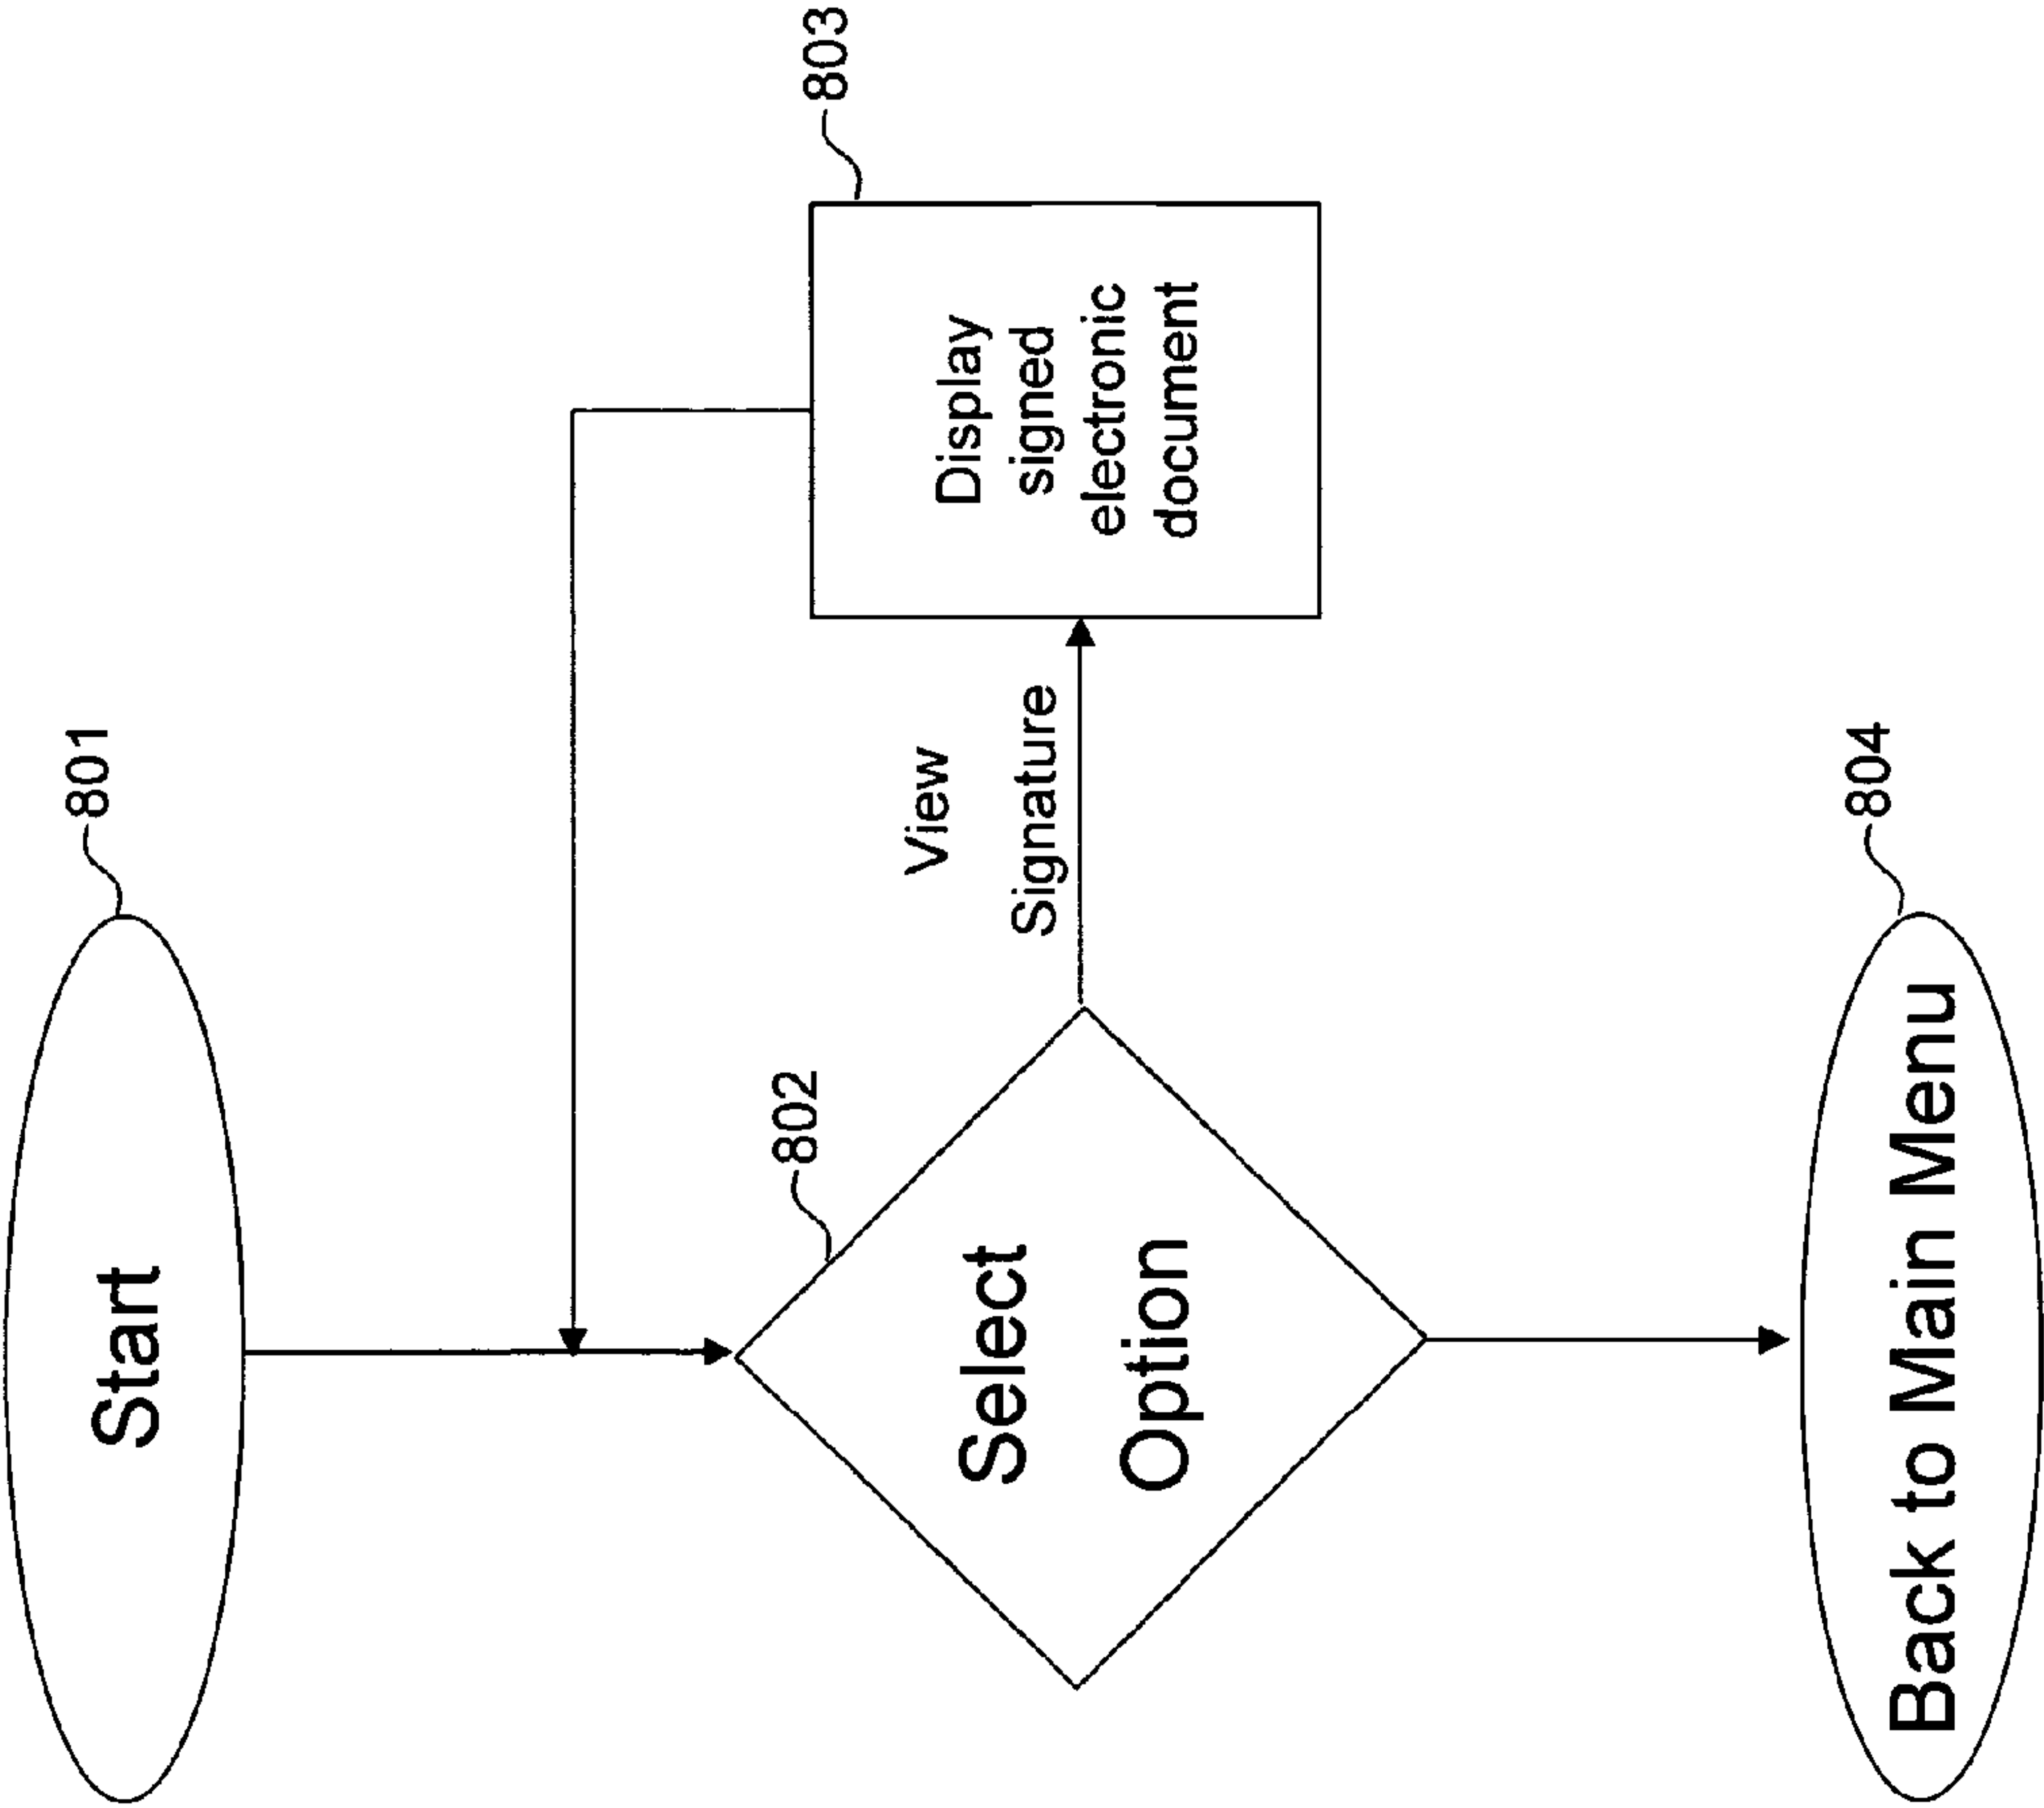 801
Start
802
Select
Option
View
Signature
803
Display
signed
electronic
document
804
Back to Main Menu